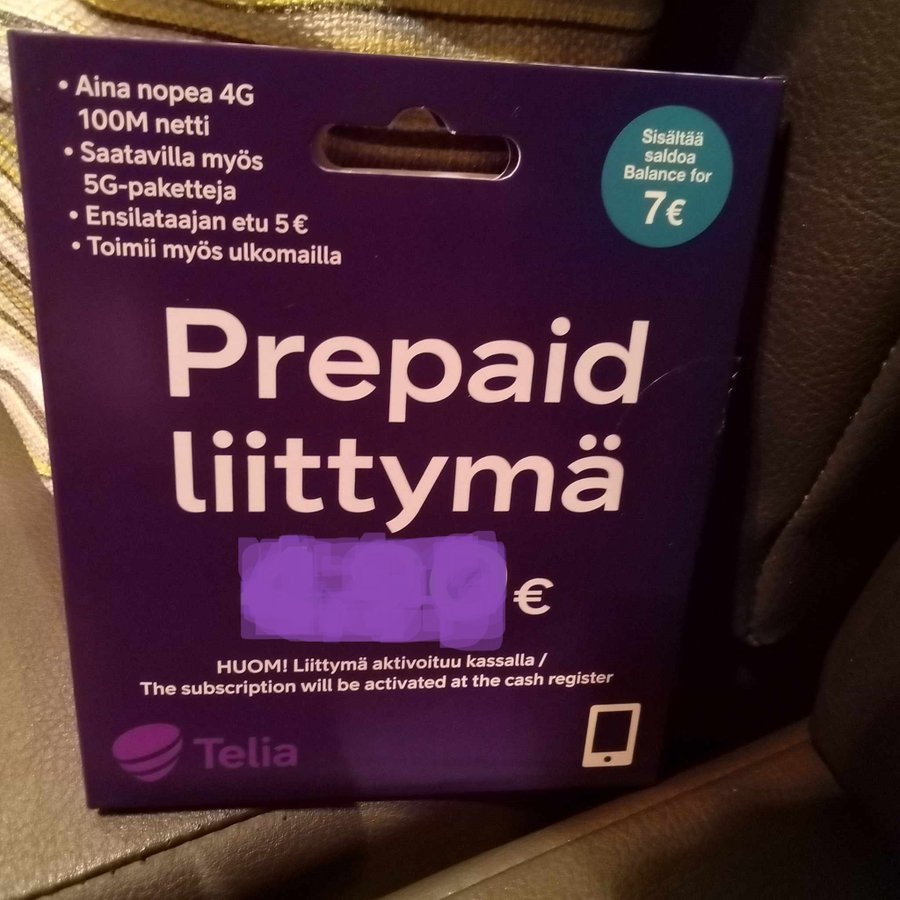 • Aina nopea 4G
100M netti
• Saatavilla myös
5G-paketteja
• Ensilataajan etu 5 €
• Toimii myös ulkomailla
Sisältää
saldoa
Balance for
7€
Prepaid
liittymä
€
HUOM! Liittymä aktivoituu kassalla /
The subscription will be activated at the cash register
Telia